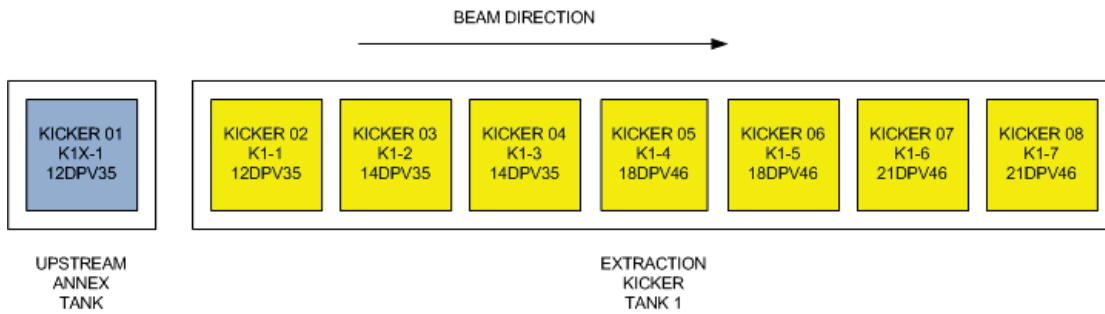 BEAM DIRECTION
KICKER 01
K1X-1
12DPV35
KICKER 02
K1-1
12DPV35
KICKER 03
K1-2
14DPV35
KICKER 04
K1-3
14DPV35
KICKER 05
K1-4
18DPV46
KICKER 06
K1-5
18DPV46
KICKER 07
K1-6
21DPV46
KICKER 08
K1-7
21DPV46
UPSTREAM
ANNEX
TANK
EXTRACTION
KICKER
TANK 1